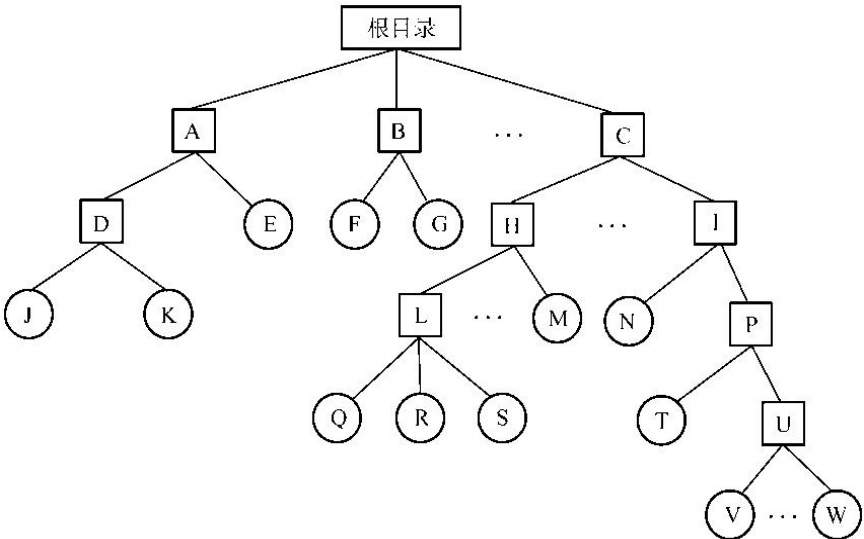 根目录
A B ... C
D E F G H ... I
J K L ... M N P
Q R S T U
V ... W